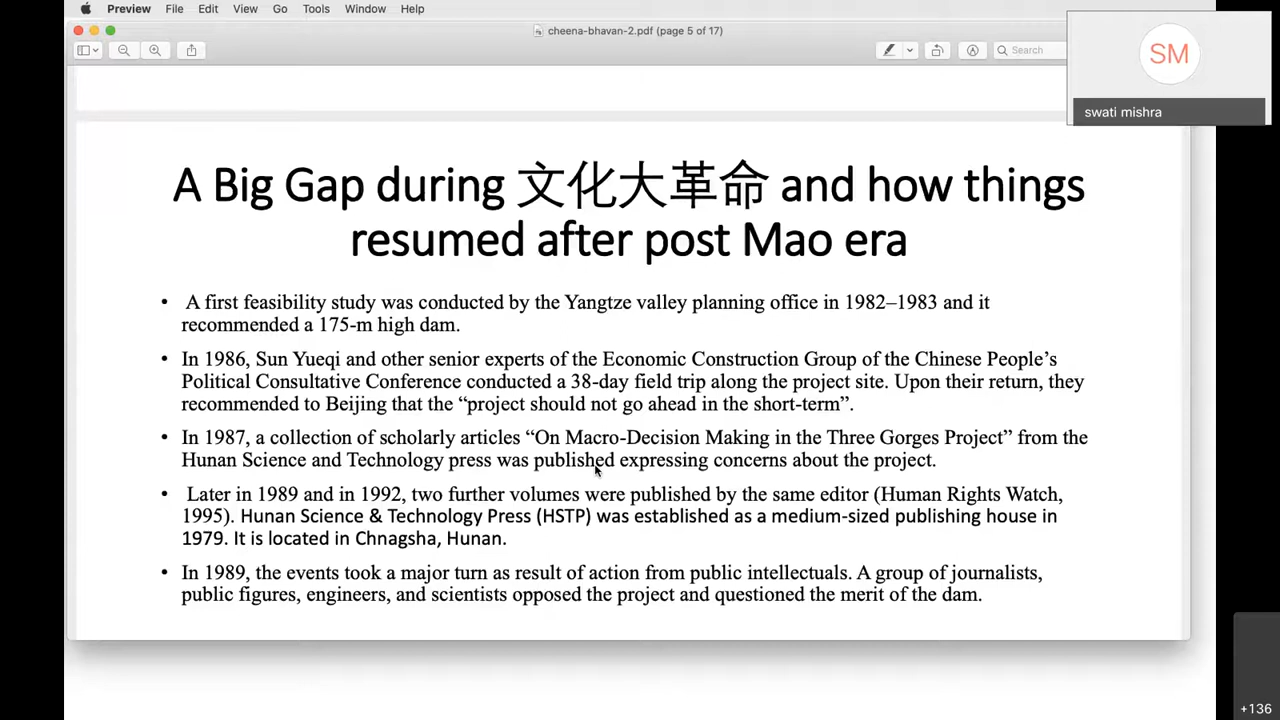 Preview File Edit View Go Tools Window Help
cheena-bhavan-2.pdf (page 5 of 17)
Search
SM
swati mishra
A Big Gap during 文化大革命 and how things
resumed after post Mao era
• A first feasibility study was conducted by the Yangtze valley planning office in 1982–1983 and it
recommended a 175-m high dam.
• In 1986, Sun Yueqi and other senior experts of the Economic Construction Group of the Chinese People's
Political Consultative Conference conducted a 38-day field trip along the project site. Upon their return, they
recommended to Beijing that the “project should not go ahead in the short-term”.
• In 1987, a collection of scholarly articles “On Macro-Decision Making in the Three Gorges Project” from the
Hunan Science and Technology press was published expressing concerns about the project.
• Later in 1989 and in 1992, two further volumes were published by the same editor (Human Rights Watch,
1995). Hunan Science & Technology Press (HSTP) was established as a medium-sized publishing house in
1979. It is located in Chnagsha, Hunan.
• In 1989, the events took a major turn as result of action from public intellectuals. A group of journalists,
public figures, engineers, and scientists opposed the project and questioned the merit of the dam.
+136